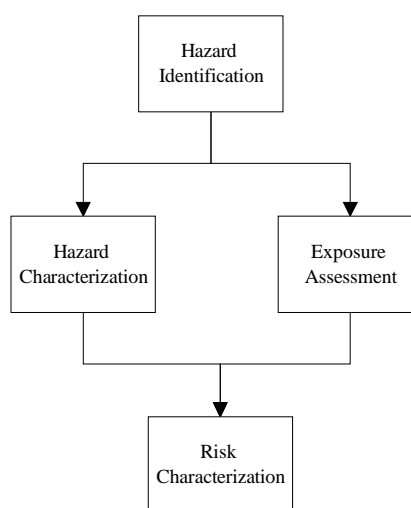 Hazard
Identification
Hazard
Characterization
Exposure
Assessment
Risk
Characterization